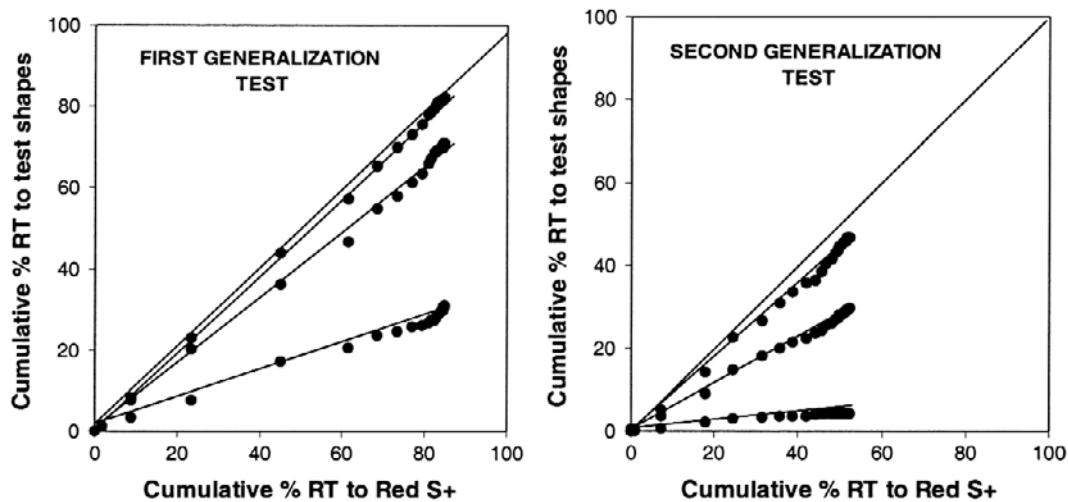 Cumulative % RT to test shapes
100
80
60
40
20
0
FIRST GENERALIZATION
TEST
0 20 40 60 80 100
Cumulative % RT to Red S+
Cumulative % RT to test shapes
100
80
60
40
20
0
SECOND GENERALIZATION
TEST
0 20 40 60 80 100
Cumulative % RT to Red S+